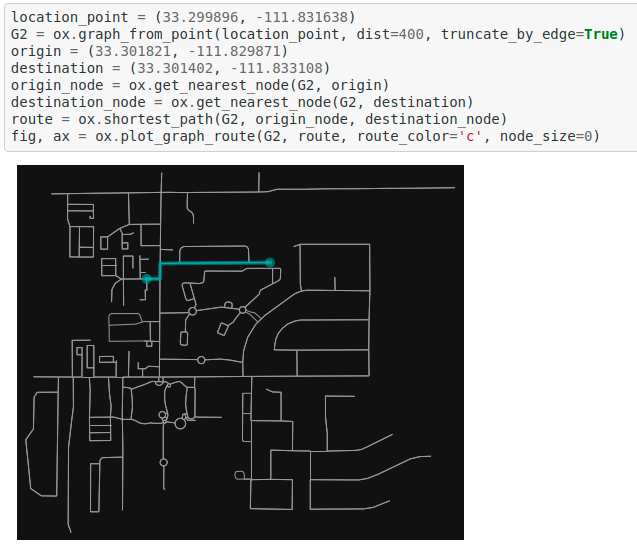 location_point = (33.299896, -111.831638)
G2 = ox.graph_from_point(location_point, dist=400, truncate_by_edge=True)
origin = (33.301821, -111.829871)
destination = (33.301402, -111.833108)
origin_node = ox.get_nearest_node(G2, origin)
destination_node = ox.get_nearest_node(G2, destination)
route = ox.shortest_path(G2, origin_node, destination_node)
fig, ax = ox.plot_graph_route(G2, route, route_color='c', node_size=0)